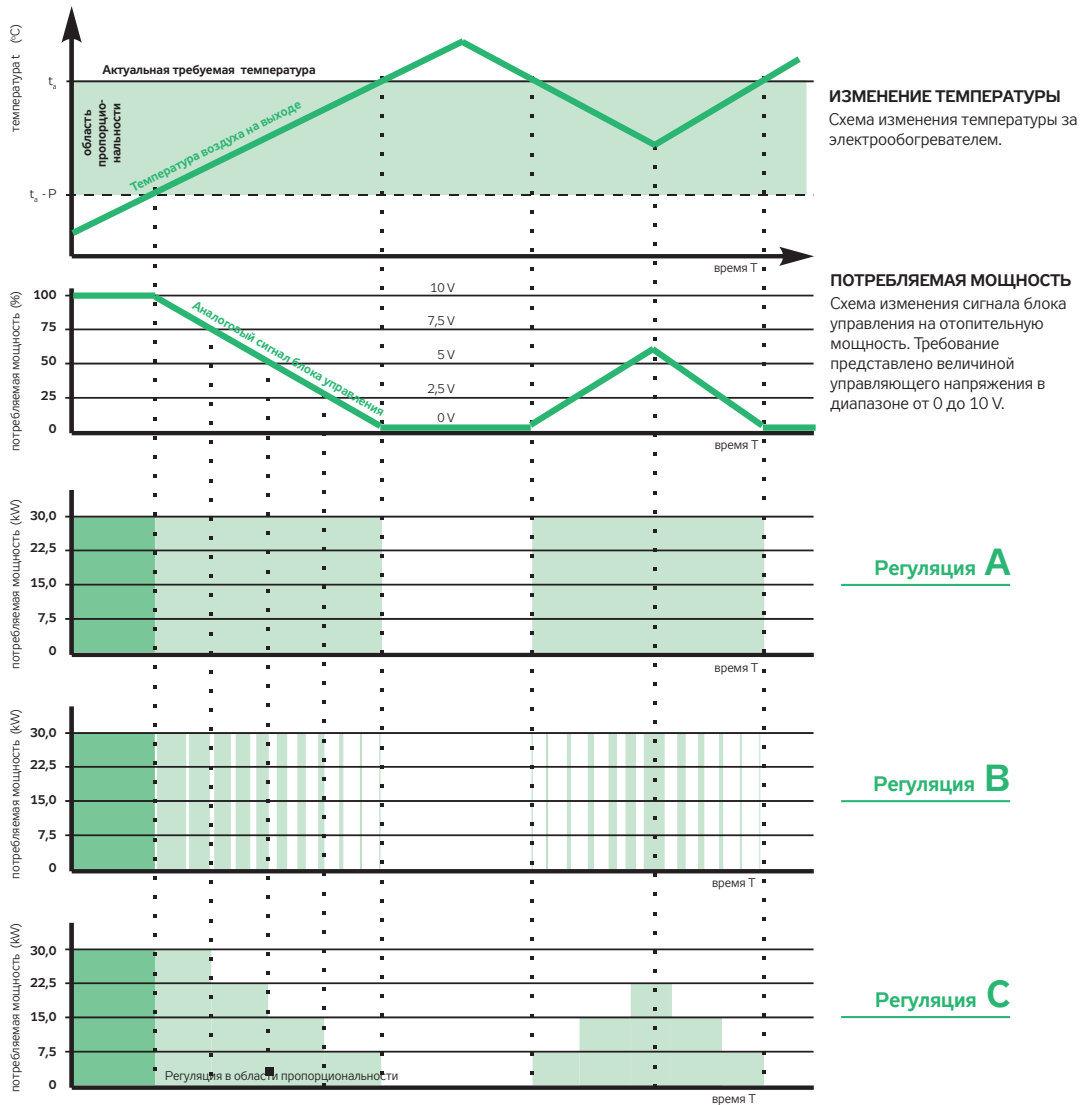 температура t (°C)
tₐ
Актуальная требуемая температура
область
пропорцио-
нальности
Температура воздуха на выходе
tₐ - P
время T
ИЗМЕНЕНИЕ ТЕМПЕРАТУРЫ
Схема изменения температуры за
электрообогревателем.
потребляемая мощность (%)
100
75
50
25
0
10 V
7,5 V
5 V
2,5 V
0 V
Аналоговый сигнал блока управления
время T
ПОТРЕБЛЯЕМАЯ МОЩНОСТЬ
Схема изменения сигнала блока
управления на отопительную
мощность. Требование
представлено величиной
управляющего напряжения в
диапазоне от 0 до 10 V.
потребляемая мощность (kW)
30,0
22,5
15,0
7,5
0
время T
Регуляция A
потребляемая мощность (kW)
30,0
22,5
15,0
7,5
0
время T
Регуляция B
потребляемая мощность (kW)
30,0
22,5
15,0
7,5
0
Регуляция в области пропорциональности
время T
Регуляция C